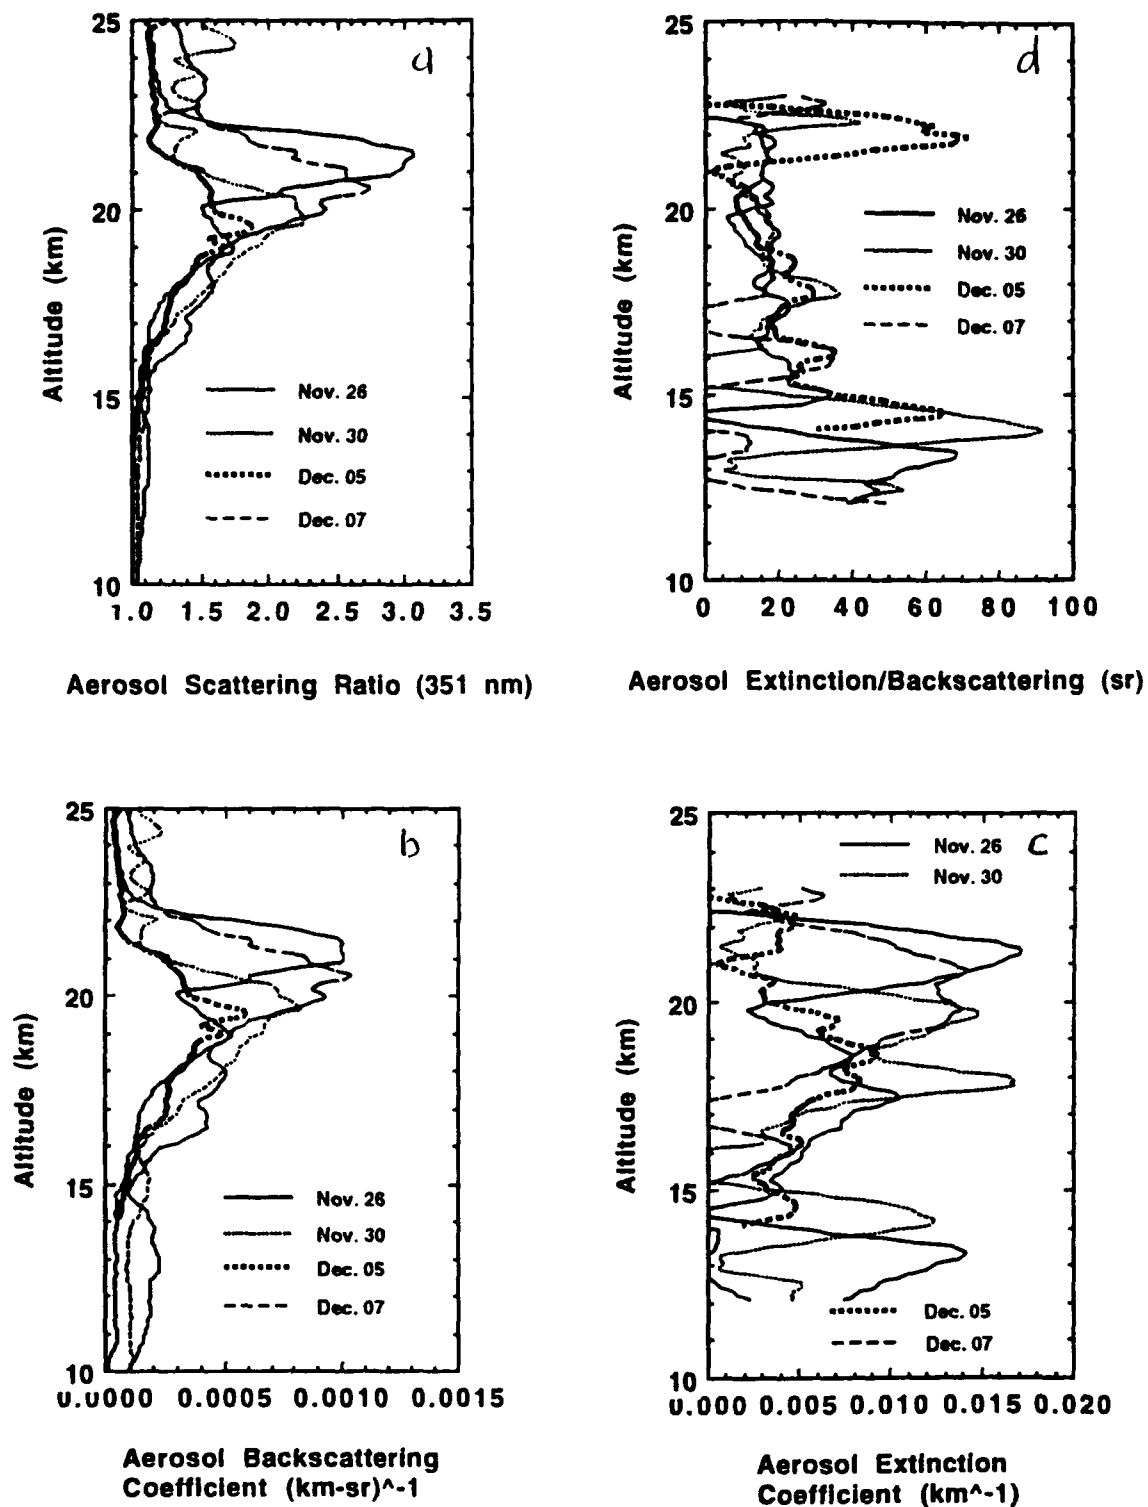 25
a
20
Altitude (km)
15
10
Nov. 26
Nov. 30
Dec. 05
Dec. 07
1.0 1.5 2.0 2.5 3.0 3.5
Aerosol Scattering Ratio (351 nm)
25
d
20
Altitude (km)
15
10
Nov. 26
Nov. 30
Dec. 05
Dec. 07
0 20 40 60 80 100
Aerosol Extinction/Backscattering (sr)
25
b
20
Altitude (km)
15
10
Nov. 26
Nov. 30
Dec. 05
Dec. 07
0.0000 0.0005 0.0010 0.0015
Aerosol Backscattering
Coefficient (km-sr)^-1
25
Nov. 26
Nov. 30
c
20
Altitude (km)
15
10
Dec. 05
Dec. 07
0.000 0.005 0.010 0.015 0.020
Aerosol Extinction
Coefficient (km^-1)